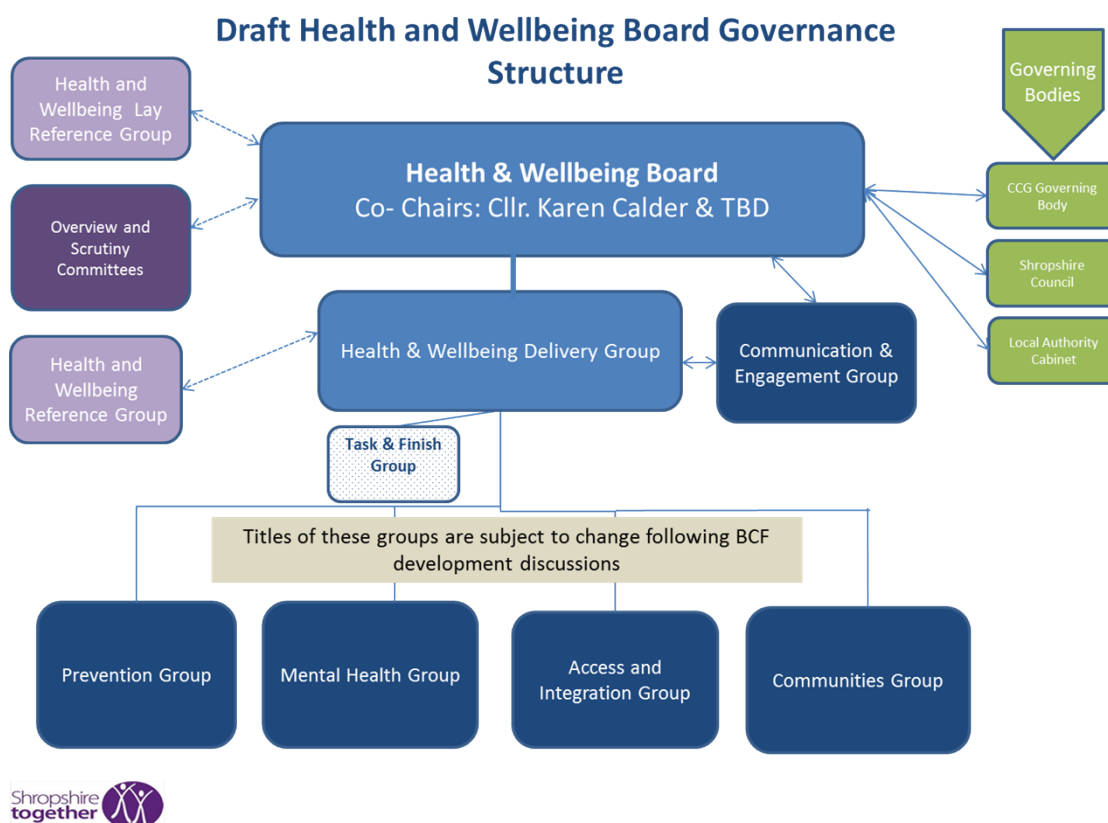 Draft Health and Wellbeing Board Governance
Structure
Health and
Wellbeing Lay
Reference Group
Overview and
Scrutiny
Committees
Health and
Wellbeing
Reference Group
Health & Wellbeing Board
Co- Chairs: Cllr. Karen Calder & TBD
Governing
Bodies
CCG Governing
Body
Shropshire
Council
Local Authority
Cabinet
Health & Wellbeing Delivery Group
Communication &
Engagement Group
Task & Finish
Group
Titles of these groups are subject to change following BCF
development discussions
Prevention Group
Mental Health Group
Access and
Integration Group
Communities Group
Shropshire
together